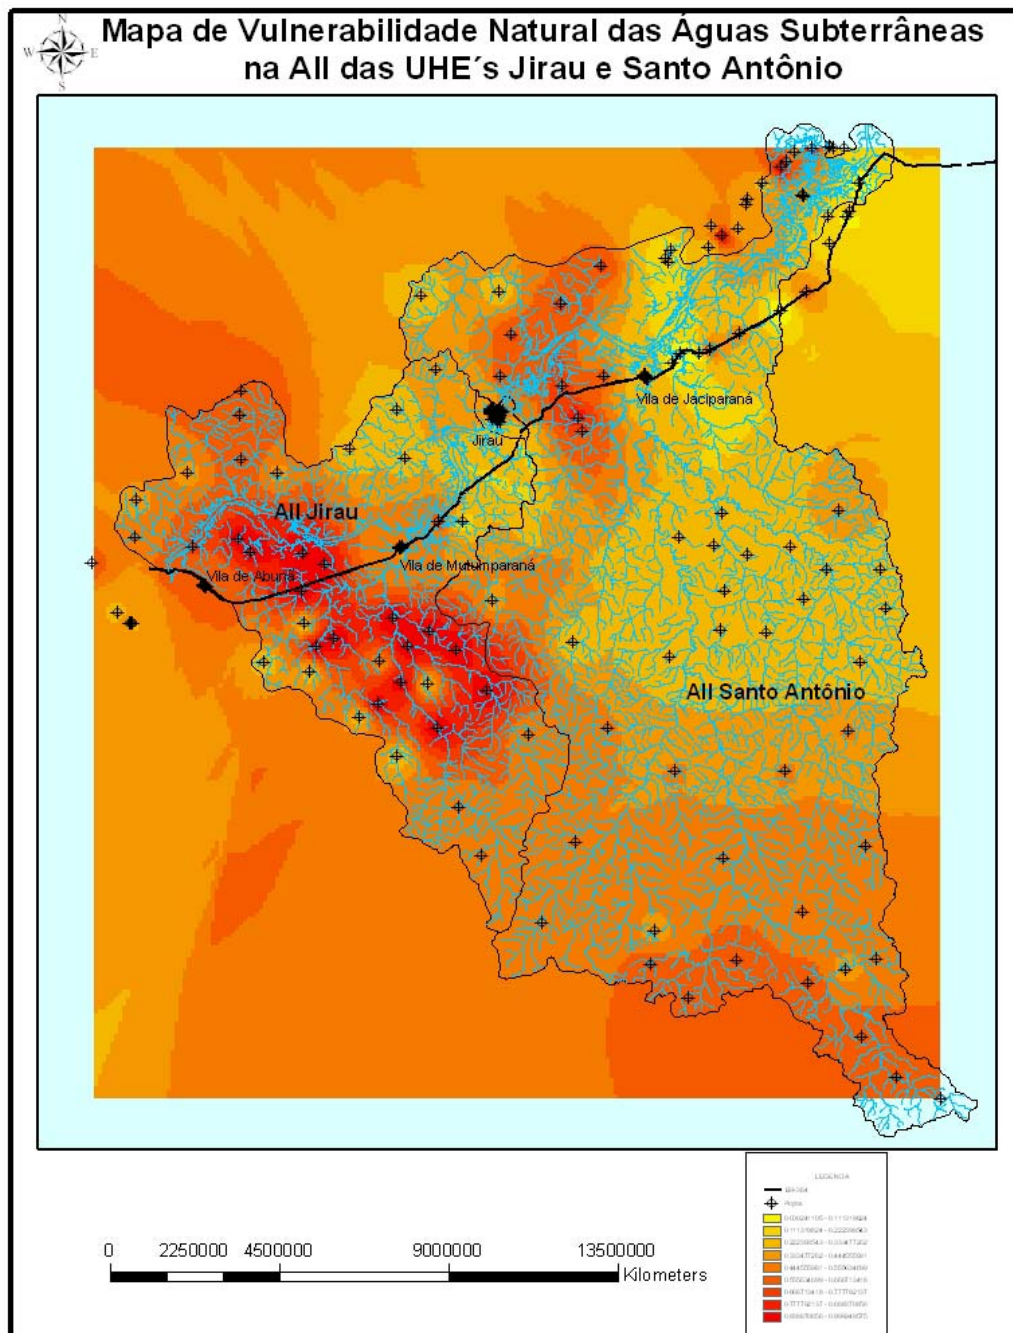 Mapa de Vulnerabilidade Natural das Águas Subterrâneas
na AII das UHE´s Jirau e Santo Antônio
N
W E
S
Vila de Jaciparaná
Jirau
AII Jirau
Vila de Mutumparaná
Vila de Abunã
AII Santo Antônio
0 2250000 4500000 9000000 13500000
Kilometers
LEGENDA